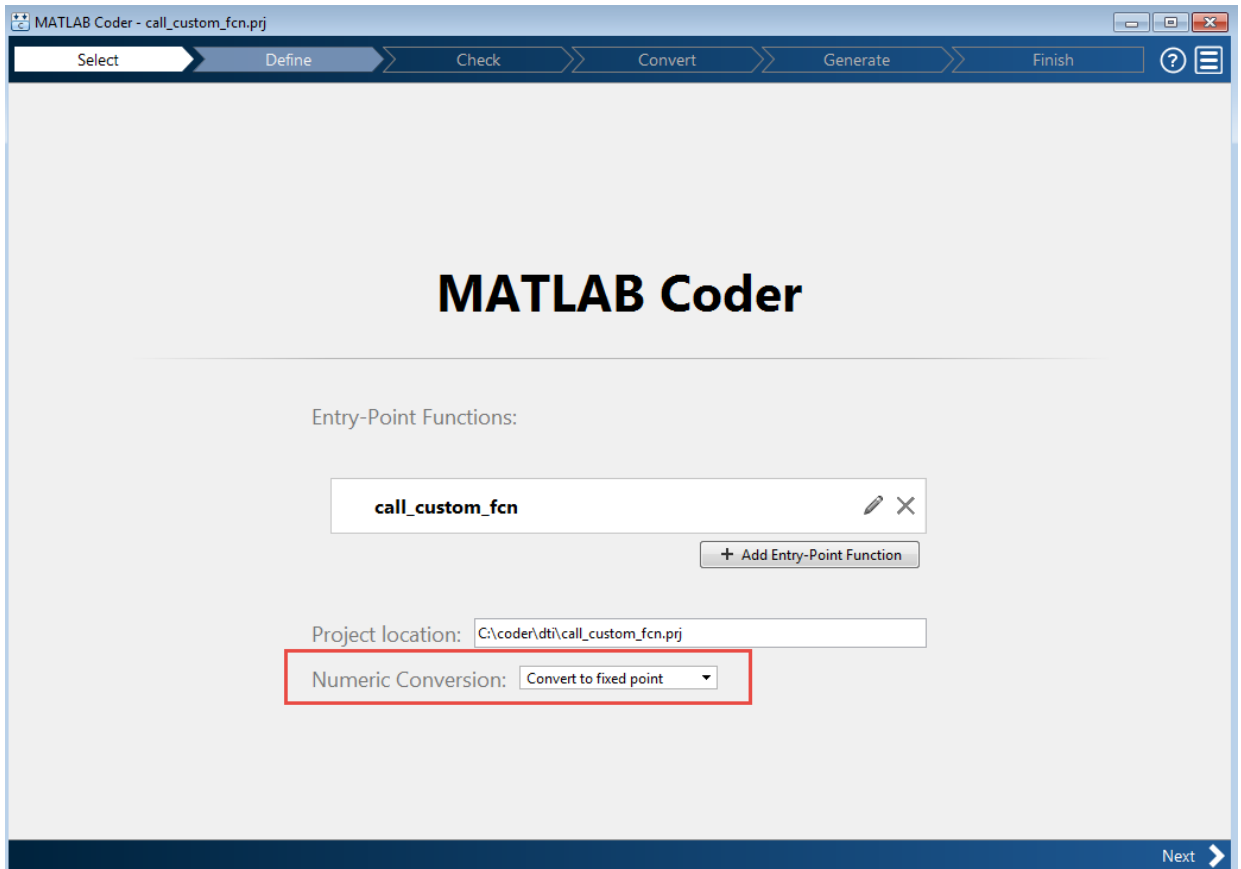 MATLAB Coder - call_custom_fcn.prj
Select Define Check Convert Generate Finish
MATLAB Coder
Entry-Point Functions:
call_custom_fcn
+ Add Entry-Point Function
Project location: C:\coder\dti\call_custom_fcn.prj
Numeric Conversion: Convert to fixed point
Next